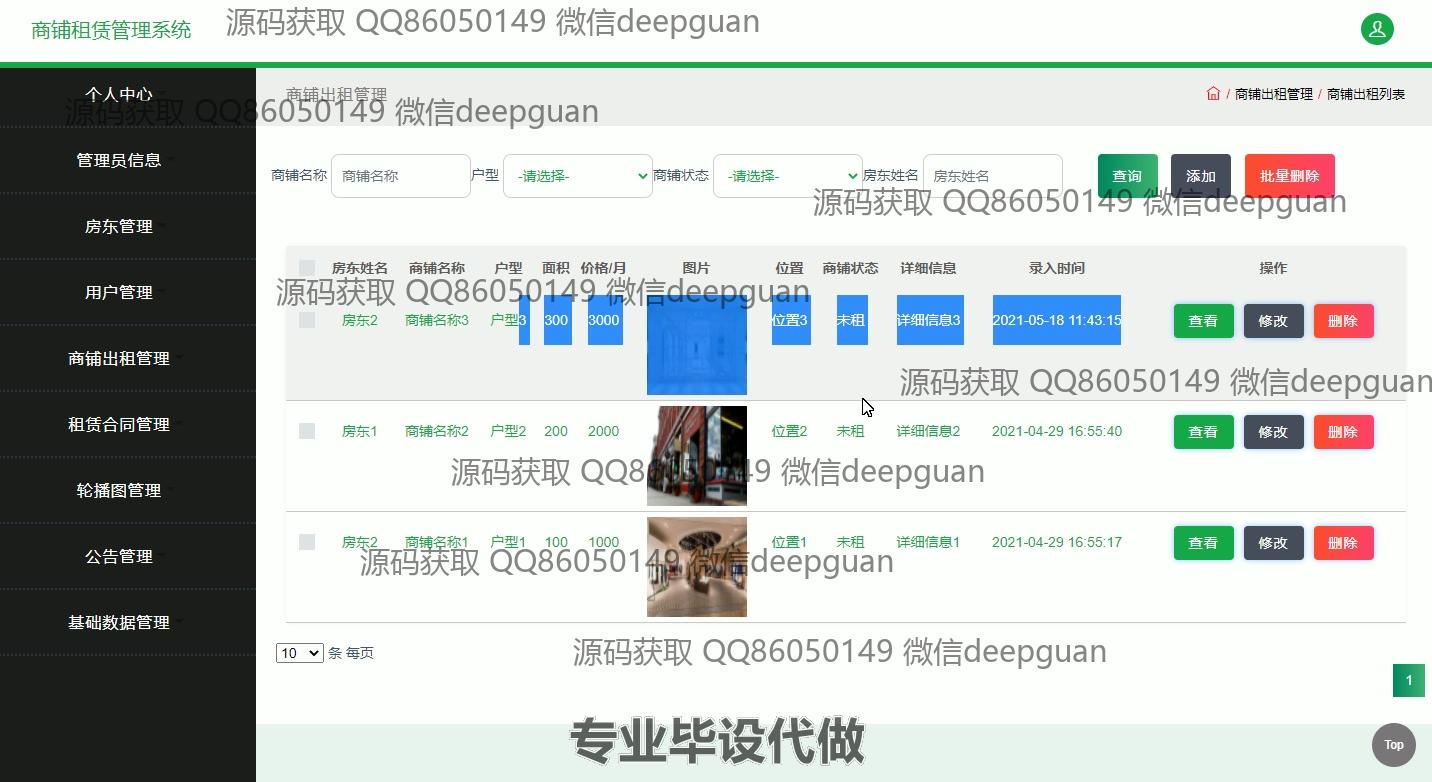 商铺租赁管理系统
源码获取 QQ86050149 微信deepguan
个人中心
商铺出租管理
/ 商铺出租管理 / 商铺出租列表
源码获取 QQ86050149 微信deepguan
管理员信息
商铺名称 商铺名称 户型 -请选择- 商铺状态 -请选择- 房东姓名 房东姓名 查询 添加 批量删除
源码获取 QQ86050149 微信deepguan
房东管理
房东姓名 商铺名称 户型 面积 价格/月 图片 位置 商铺状态 详细信息 录入时间 操作
源码获取 QQ86050149 微信deepguan
用户管理
房东2 商铺名称3 户型3 300 3000 位置3 未租 详细信息3 2021-05-18 11:43:15 查看 修改 删除
商铺出租管理
源码获取 QQ86050149 微信deepguan
租赁合同管理
房东1 商铺名称2 户型2 200 2000 位置2 未租 详细信息2 2021-04-29 16:55:40 查看 修改 删除
源码获取 QQ86050149 微信deepguan
轮播图管理
房东2 商铺名称1 户型1 100 1000 位置1 未租 详细信息1 2021-04-29 16:55:17 查看 修改 删除
公告管理
源码获取 QQ86050149 微信deepguan
基础数据管理
10 条 每页
源码获取 QQ86050149 微信deepguan
1
专业毕设代做
Top